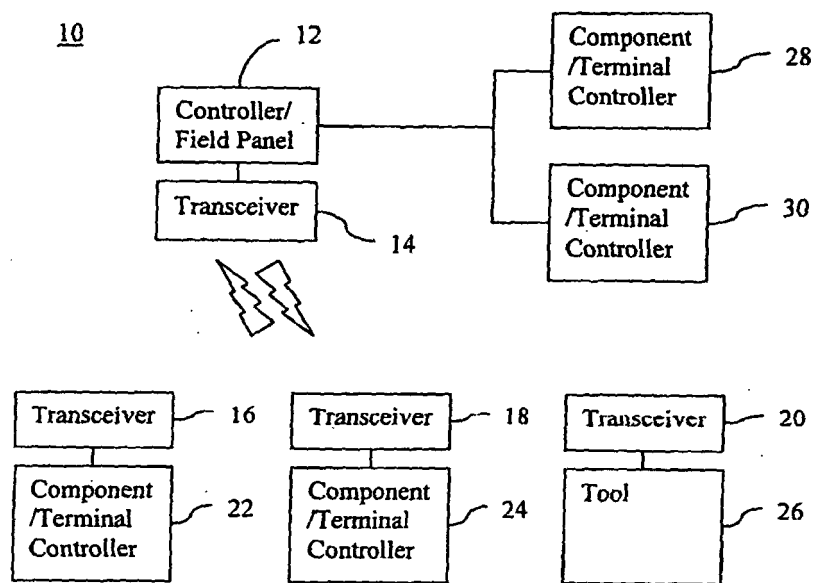 10
12
Controller/
Field Panel
Transceiver
14
Component
/Terminal
Controller
28
Component
/Terminal
Controller
30
Transceiver
16
Component
/Terminal
Controller
22
Transceiver
18
Component
/Terminal
Controller
24
Transceiver
20
Tool
26